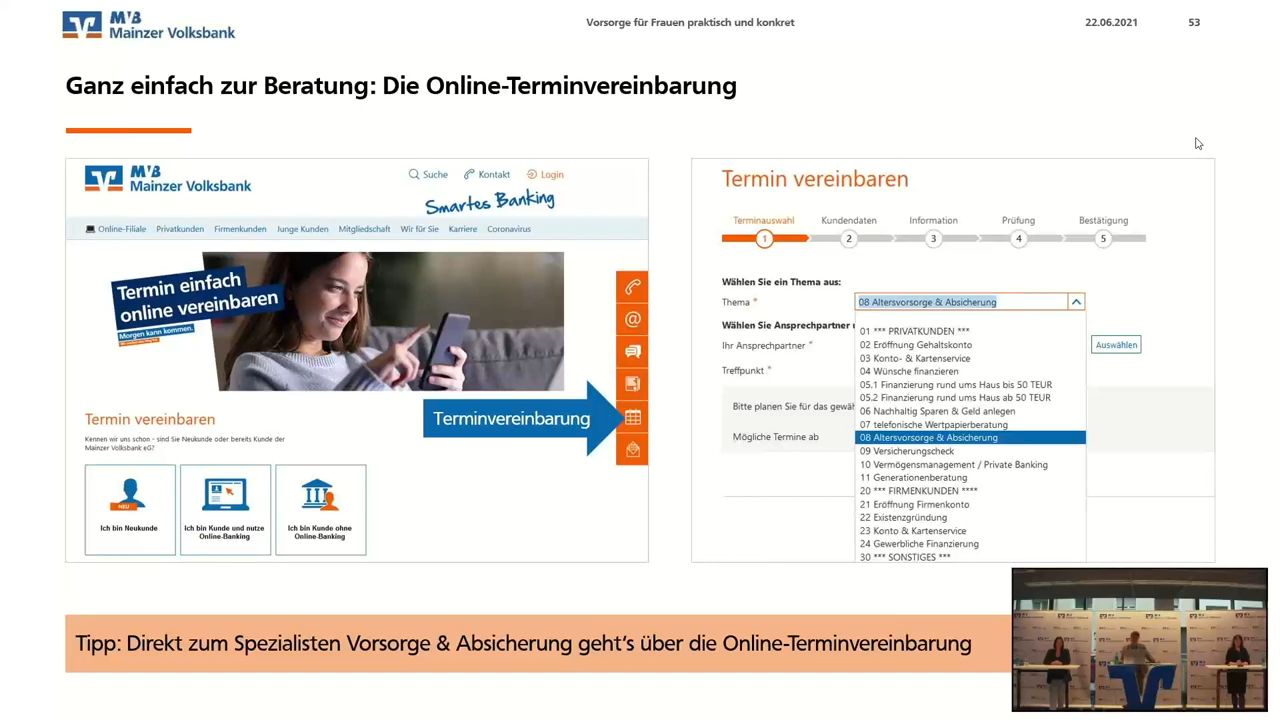 MVB
Mainzer Volksbank
Vorsorge für Frauen praktisch und konkret
22.06.2021
53
Ganz einfach zur Beratung: Die Online-Terminvereinbarung
MVB
Mainzer Volksbank
Suche
Kontakt
Login
Smartes Banking
Online-Filiale
Privatkunden
Firmenkunden
Junge Kunden
Mitgliedschaft
Wir für Sie
Karriere
Coronavirus
Termin einfach
online vereinbaren
Morgen kann kommen.
Terminvereinbarung
Termin vereinbaren
Kennen wir uns schon - sind Sie Neukunde oder bereits Kunde der
Mainzer Volksbank eG?
NEU
Ich bin Neukunde
Ich bin Kunde und nutze
Online-Banking
Ich bin Kunde ohne
Online-Banking
Termin vereinbaren
Terminauswahl
Kundendaten
Information
Prüfung
Bestätigung
1
2
3
4
5
Wählen Sie ein Thema aus:
Thema *
08 Altersvorsorge & Absicherung
Wählen Sie Ansprechpartner
Ihr Ansprechpartner *
Auswählen
Treffpunkt *
Bitte planen Sie für das gewäh
Mögliche Termine ab
01 *** PRIVATKUNDEN ***
02 Eröffnung Gehaltskonto
03 Konto- & Kartenservice
04 Wünsche finanzieren
05.1 Finanzierung rund ums Haus bis 50 TEUR
05.2 Finanzierung rund ums Haus ab 50 TEUR
06 Nachhaltig Sparen & Geld anlegen
07 telefonische Wertpapierberatung
08 Altersvorsorge & Absicherung
09 Versicherungscheck
10 Vermögensmanagement / Private Banking
11 Generationenberatung
20 *** FIRMENKUNDEN ****
21 Eröffnung Firmenkonto
22 Existenzgründung
23 Konto & Kartenservice
24 Gewerbliche Finanzierung
30 *** SONSTIGES ***
Tipp: Direkt zum Spezialisten Vorsorge & Absicherung geht's über die Online-Terminvereinbarung